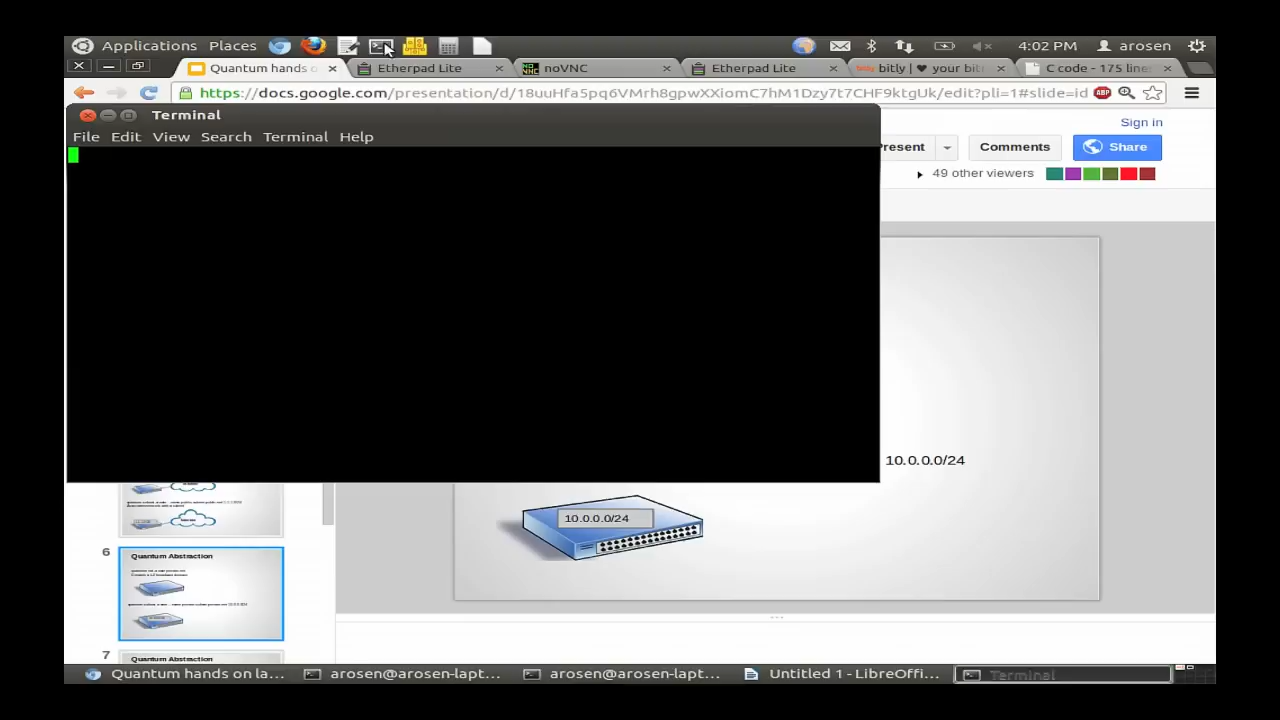 Applications Places 4:02 PM arosen
Quantum hands o Etherpad Lite noVNC Etherpad Lite bitly | ♥ your bit C code - 175 line
https://docs.google.com/presentation/d/18uuHfa5pq6VMrh8gpwXXiomC7hM1Dzy7t7CHF9ktgUk/edit?pli=1#slide=id
Terminal
File Edit View Search Terminal Help
Sign in
Present Comments Share
49 other viewers
10.0.0.0/24
10.0.0.0/24
6
Quantum Abstraction
7
Quantum Abstraction
Quantum hands on la... arosen@arosen-lapt... arosen@arosen-lapt... Untitled 1 - LibreOffi... Terminal